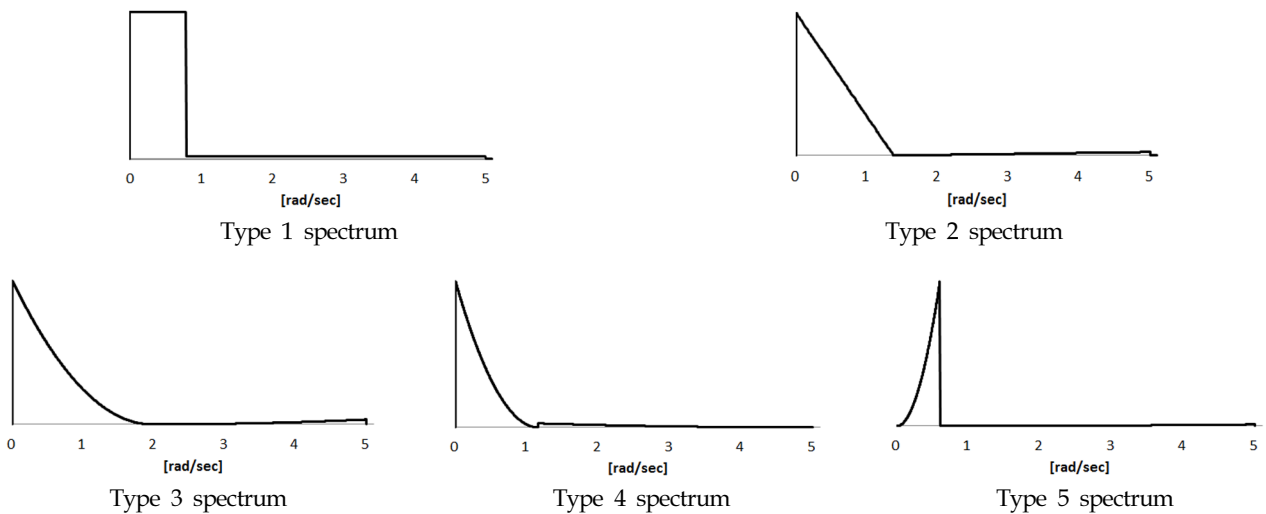 0 1 2 3 4 5
[rad/sec]
Type 1 spectrum
0 1 2 3 4 5
[rad/sec]
Type 2 spectrum
0 1 2 3 4 5
[rad/sec]
Type 3 spectrum
0 1 2 3 4 5
[rad/sec]
Type 4 spectrum
0 1 2 3 4 5
[rad/sec]
Type 5 spectrum